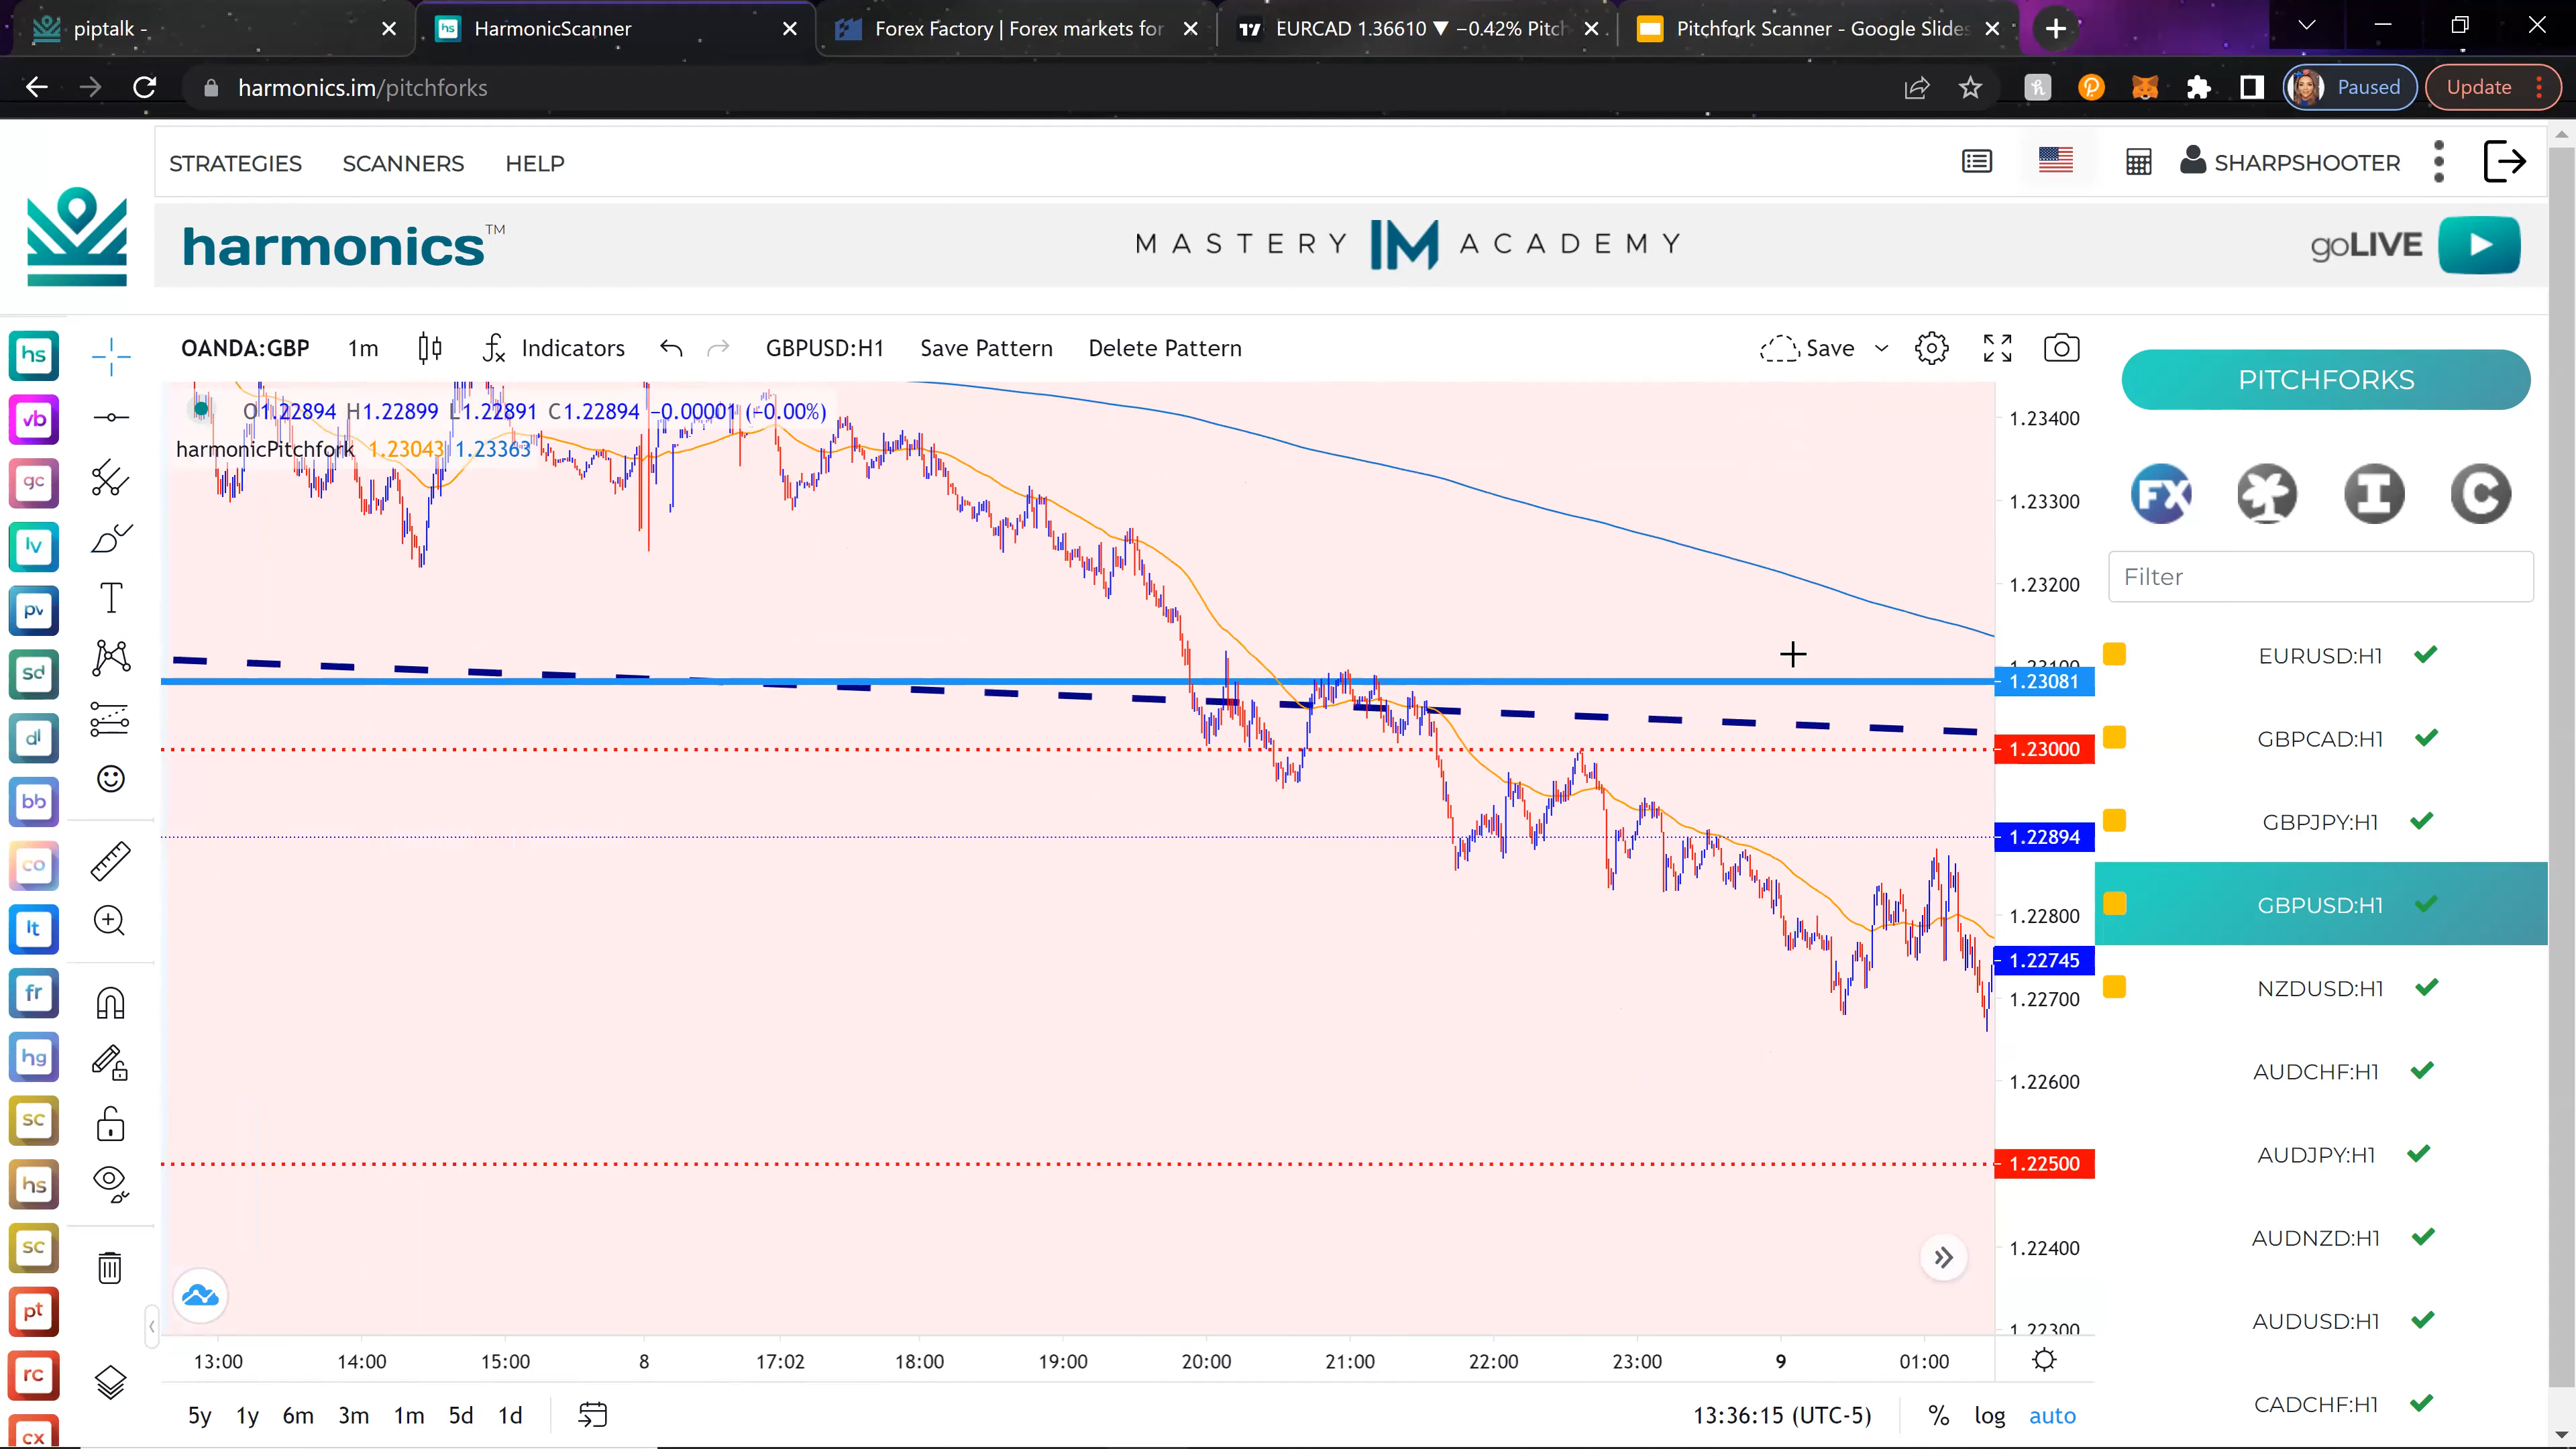 piptalk -
HarmonicScanner
Forex Factory | Forex markets for
EURCAD 1.36610 ▼ −0.42% Pitch
Pitchfork Scanner - Google Slides
harmonics.im/pitchforks
Paused
Update
STRATEGIES SCANNERS HELP
SHARPSHOOTER
harmonics™
MASTERY IM ACADEMY
goLIVE
OANDA:GBP 1m Indicators GBPUSD:H1 Save Pattern Delete Pattern
Save
O1.22894 H1.22899 L1.22891 C1.22894 −0.00001 (−0.00%)
harmonicPitchfork 1.23043 1.23363
hs
vb
gc
lv
pv
sd
dl
bb
co
lt
fr
hg
sc
hs
sc
pt
rc
cx
1.23400
1.23300
1.23200
1.23100
1.23081
1.23000
1.22894
1.22800
1.22745
1.22700
1.22600
1.22500
1.22400
1.22300
13:00 14:00 15:00 8 17:02 18:00 19:00 20:00 21:00 22:00 23:00 9 01:00
5y 1y 6m 3m 1m 5d 1d
13:36:15 (UTC-5) % log auto
PITCHFORKS
FX I C
Filter
EURUSD:H1
GBPCAD:H1
GBPJPY:H1
GBPUSD:H1
NZDUSD:H1
AUDCHF:H1
AUDJPY:H1
AUDNZD:H1
AUDUSD:H1
CADCHF:H1